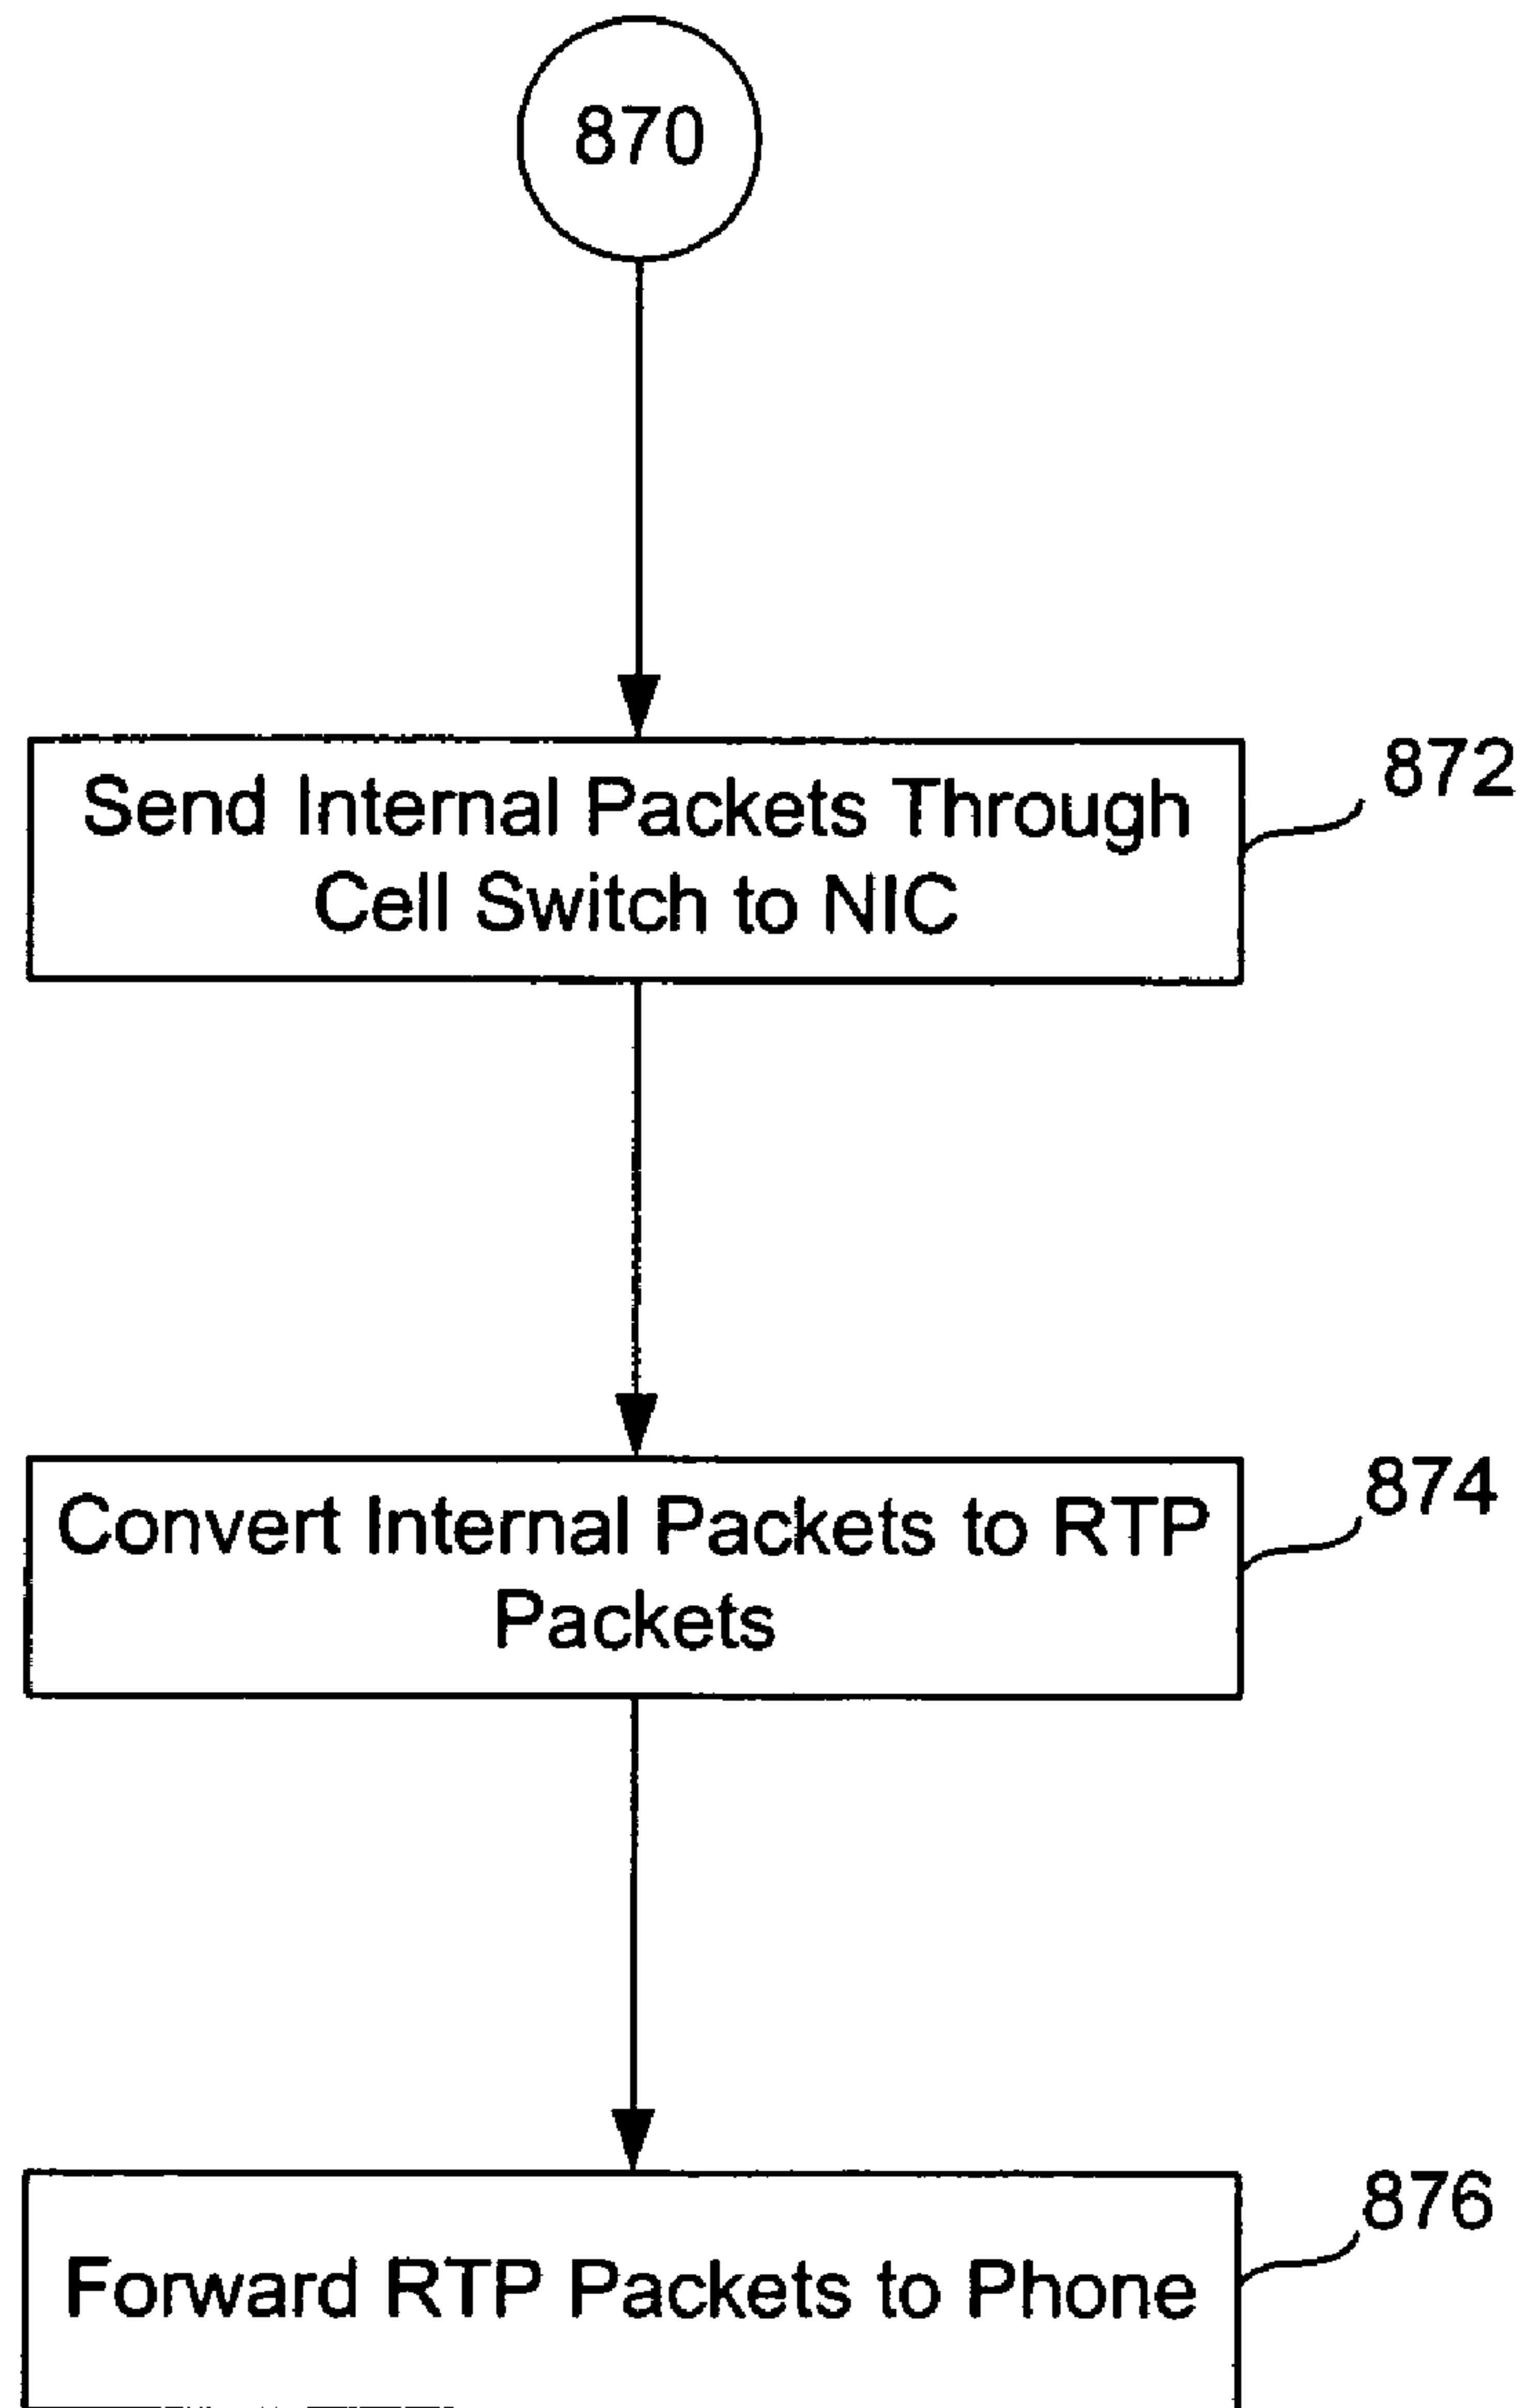 870
Send Internal Packets Through
Cell Switch to NIC
872
Convert Internal Packets to RTP
Packets
874
Forward RTP Packets to Phone
876